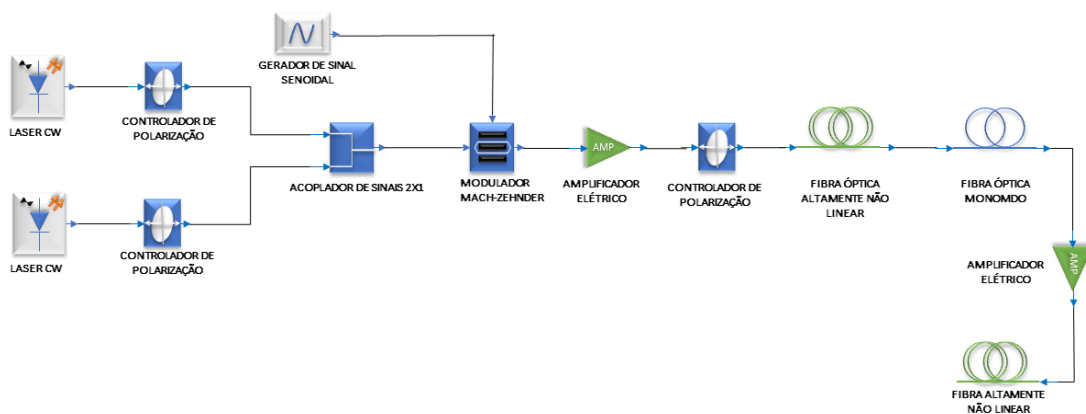 GERADOR DE SINAL
SENOIDAL
LASER CW
CONTROLADOR DE
POLARIZAÇÃO
ACOPLADOR DE SINAIS 2X1
MODULADOR
MACH-ZEHNDER
AMP
AMPLIFICADOR
ELÉTRICO
CONTROLADOR DE
POLARIZAÇÃO
FIBRA ÓPTICA
ALTAMENTE NÃO
LINEAR
FIBRA ÓPTICA
MONOMDO
LASER CW
CONTROLADOR DE
POLARIZAÇÃO
AMPLIFICADOR
ELÉTRICO
AMP
FIBRA ALTAMENTE
NÃO LINEAR